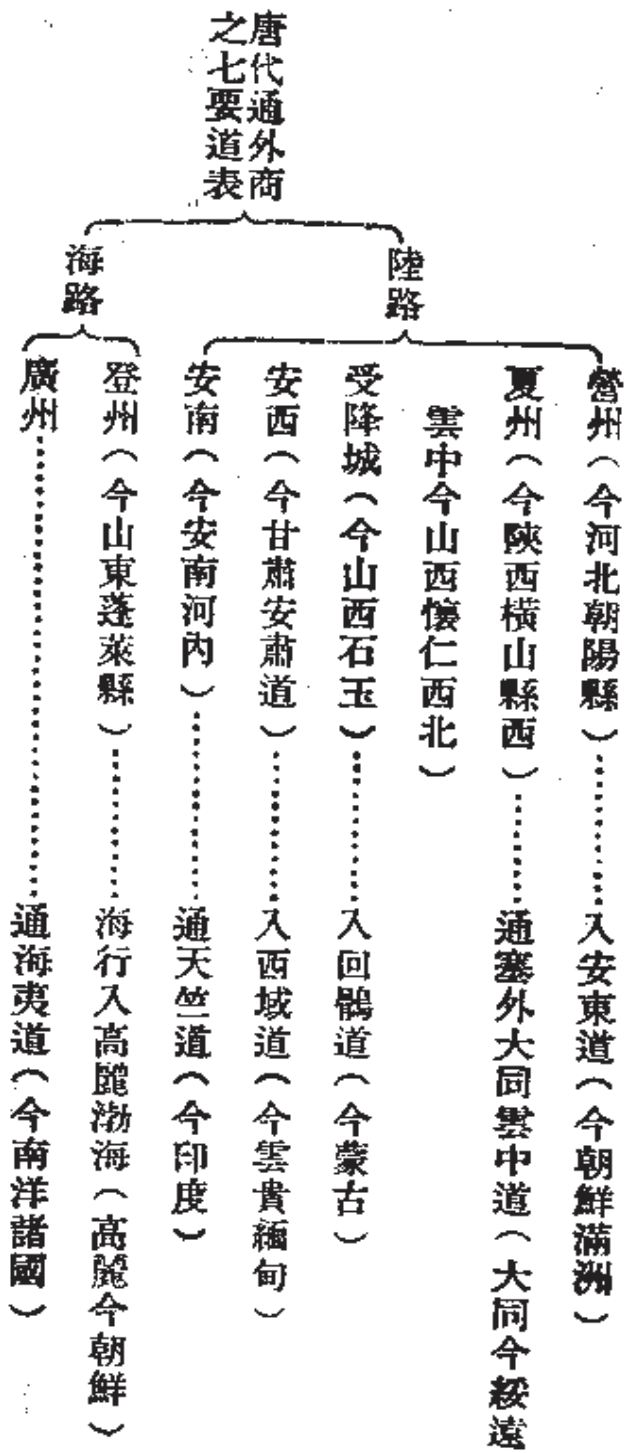 唐代通外商
之七要道表
陸路
營州（今河北朝陽縣）………入安東道（今朝鮮滿洲）
夏州（今陝西橫山縣西）………通塞外大同雲中道（大同今綏遠
雲中今山西懷仁西北）
受降城（今山西石玉）………入回鶻道（今蒙古）
安西（今甘肅安肅道）………入西域道（今雲貴緬甸）
安南（今安南河內）………通天竺道（今印度）
海路
登州（今山東蓬萊縣）………海行入高麗渤海（高麗今朝鮮）
廣州………通海夷道（今南洋諸國）